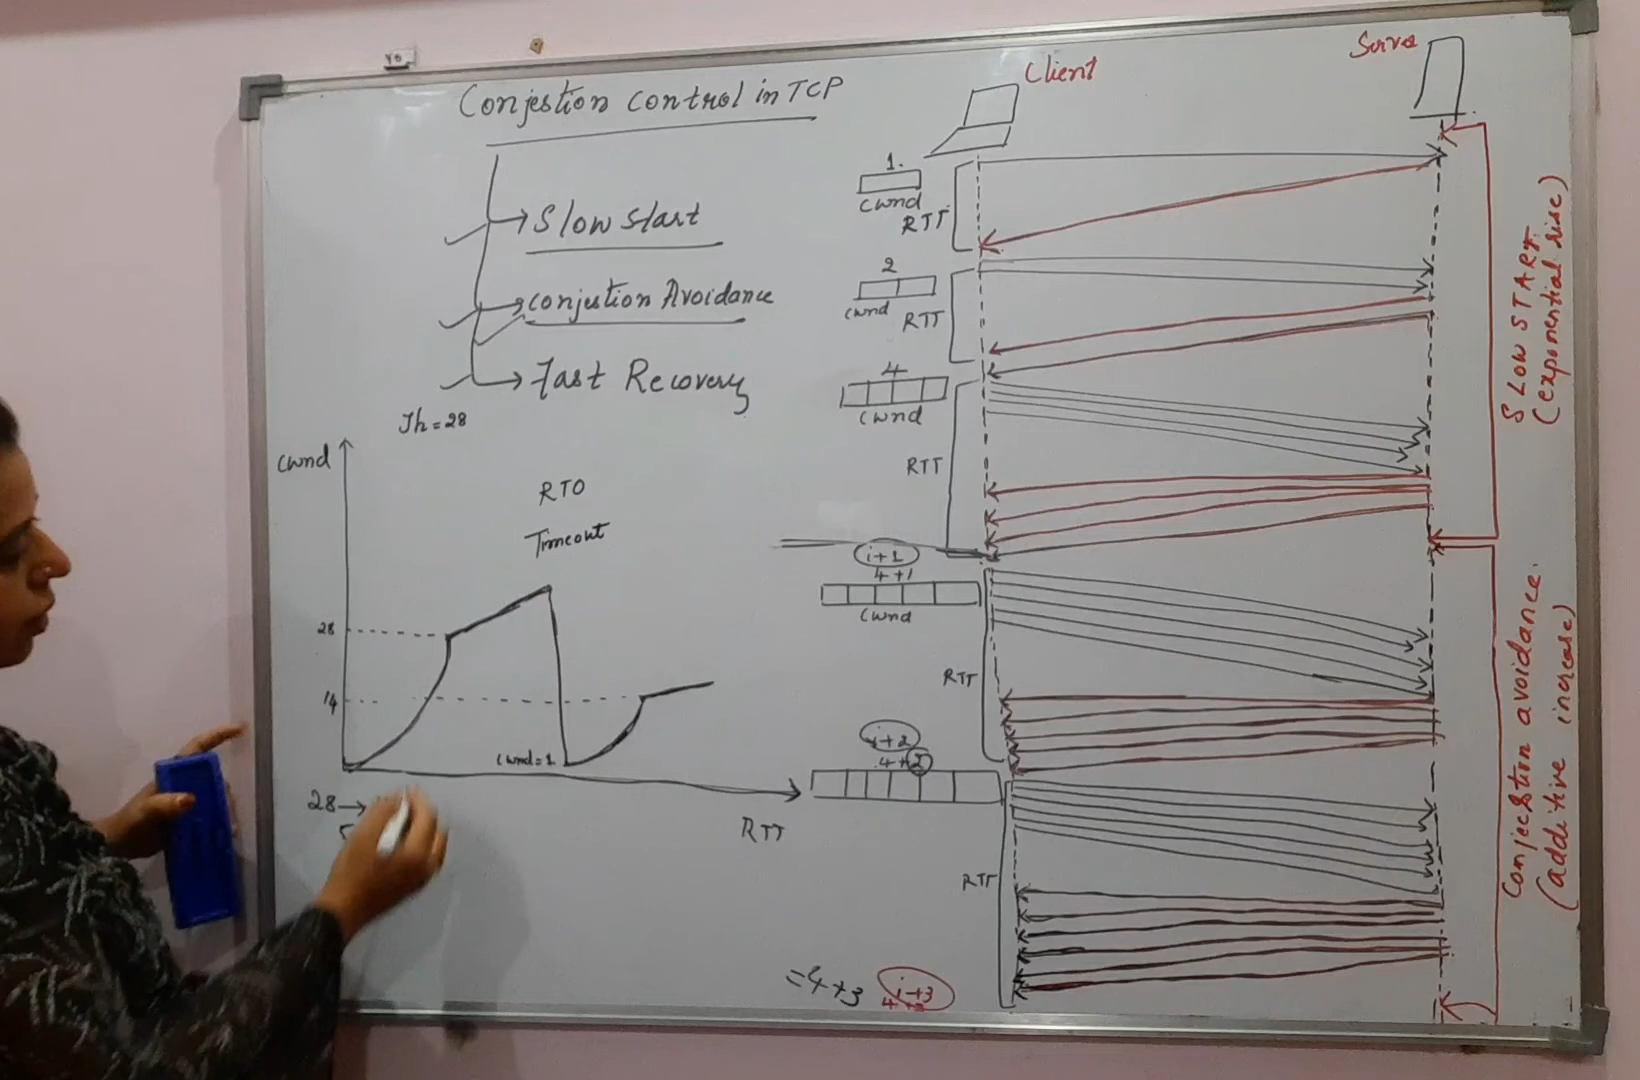 Conjestion Control in TCP
Slow start
Conjestion Avoidance
Fast Recovery
Th = 28
Cwnd
RTO
Timeout
28
14
Cwnd = 1
28 →
RTT
Client
Server
1.
Cwnd
RTT
2
Cwnd
RTT
4
Cwnd
RTT
i+1
4+1
Cwnd
RTT
i+2
4+2
RTT
=4+3
i+3
SLOW START
(exponential rise)
Conjestion avoidance.
(additive increase)